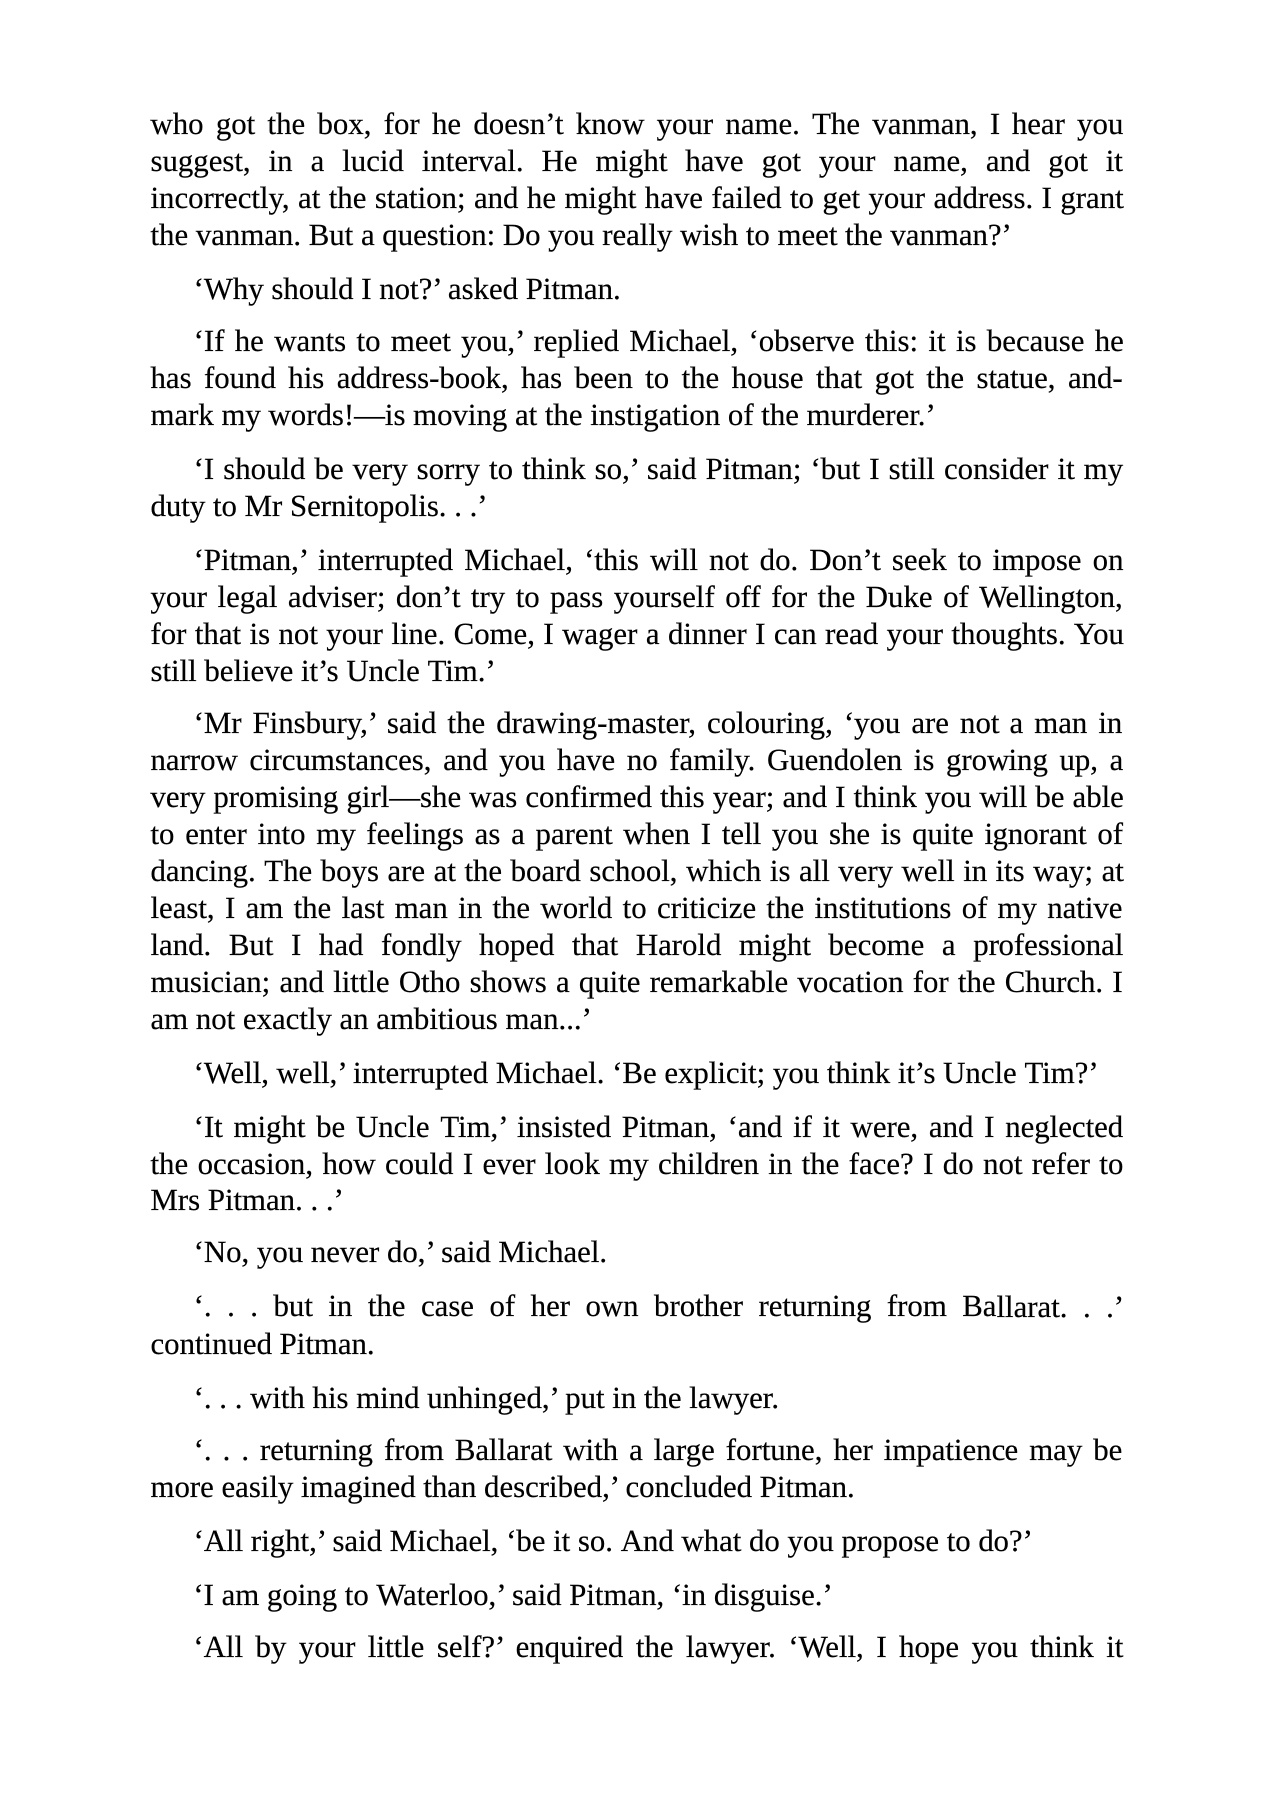 who got the box, for he doesn’t know your name. The vanman, I hear you
suggest, in a lucid interval. He might have got your name, and got it
incorrectly, at the station; and he might have failed to get your address. I grant
the vanman. But a question: Do you really wish to meet the vanman?’
‘Why should I not?’ asked Pitman.
‘If he wants to meet you,’ replied Michael, ‘observe this: it is because he
has found his address-book, has been to the house that got the statue, and-
mark my words!—is moving at the instigation of the murderer.’
‘I should be very sorry to think so,’ said Pitman; ‘but I still consider it my
duty to Mr Sernitopolis. . .’
‘Pitman,’ interrupted Michael, ‘this will not do. Don’t seek to impose on
your legal adviser; don’t try to pass yourself off for the Duke of Wellington,
for that is not your line. Come, I wager a dinner I can read your thoughts. You
still believe it’s Uncle Tim.’
‘Mr Finsbury,’ said the drawing-master, colouring, ‘you are not a man in
narrow circumstances, and you have no family. Guendolen is growing up, a
very promising girl—she was confirmed this year; and I think you will be able
to enter into my feelings as a parent when I tell you she is quite ignorant of
dancing. The boys are at the board school, which is all very well in its way; at
least, I am the last man in the world to criticize the institutions of my native
land. But I had fondly hoped that Harold might become a professional
musician; and little Otho shows a quite remarkable vocation for the Church. I
am not exactly an ambitious man...’
‘Well, well,’ interrupted Michael. ‘Be explicit; you think it’s Uncle Tim?’
‘It might be Uncle Tim,’ insisted Pitman, ‘and if it were, and I neglected
the occasion, how could I ever look my children in the face? I do not refer to
Mrs Pitman. . .’
‘No, you never do,’ said Michael.
‘. . . but in the case of her own brother returning from Ballarat. . .’
continued Pitman.
‘. . . with his mind unhinged,’ put in the lawyer.
‘. . . returning from Ballarat with a large fortune, her impatience may be
more easily imagined than described,’ concluded Pitman.
‘All right,’ said Michael, ‘be it so. And what do you propose to do?’
‘I am going to Waterloo,’ said Pitman, ‘in disguise.’
‘All by your little self?’ enquired the lawyer. ‘Well, I hope you think it